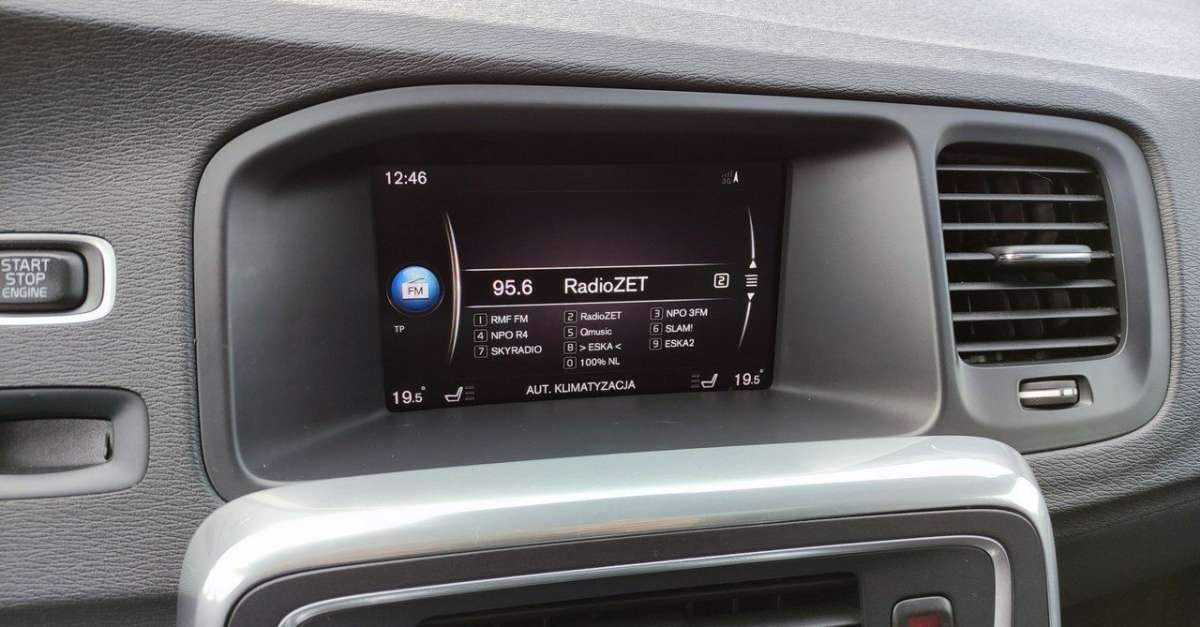 12:46
3G
START
STOP
ENGINE
FM
95.6 RadioZET 2
TP
1 RMF FM 2 RadioZET 3 NPO 3FM
4 NPO R4 5 Qmusic 6 SLAM!
7 SKYRADIO 8 > ESKA < 9 ESKA2
0 100% NL
19.5° AUT. KLIMATYZACJA 19.5°